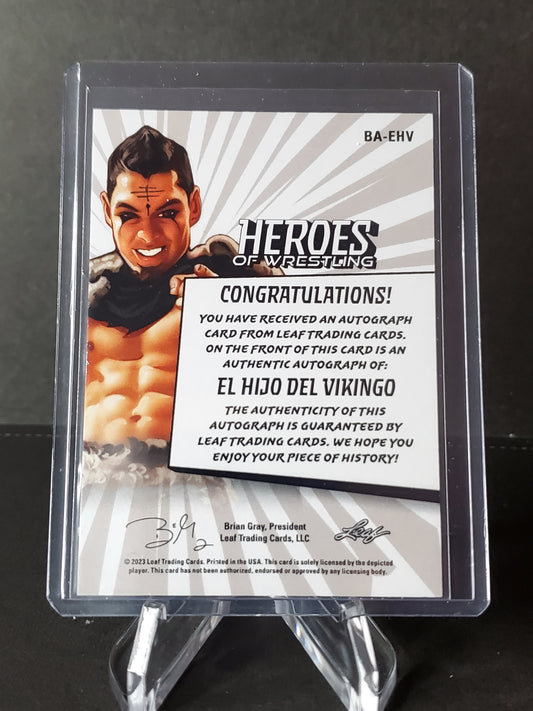 BA-EHV
HEROES
OF WRESTLING
CONGRATULATIONS!
YOU HAVE RECEIVED AN AUTOGRAPH
CARD FROM LEAF TRADING CARDS.
ON THE FRONT OF THIS CARD IS AN
AUTHENTIC AUTOGRAPH OF:
EL HIJO DEL VIKINGO
THE AUTHENTICITY OF THIS
AUTOGRAPH IS GUARANTEED BY
LEAF TRADING CARDS. WE HOPE YOU
ENJOY YOUR PIECE OF HISTORY!
Brian Gray, President
Leaf Trading Cards, LLC
Leaf
© 2023 Leaf Trading Cards. Printed in the USA. This card is solely licensed by the depicted
player. This card has not been authorized, endorsed or approved by any licensing body.